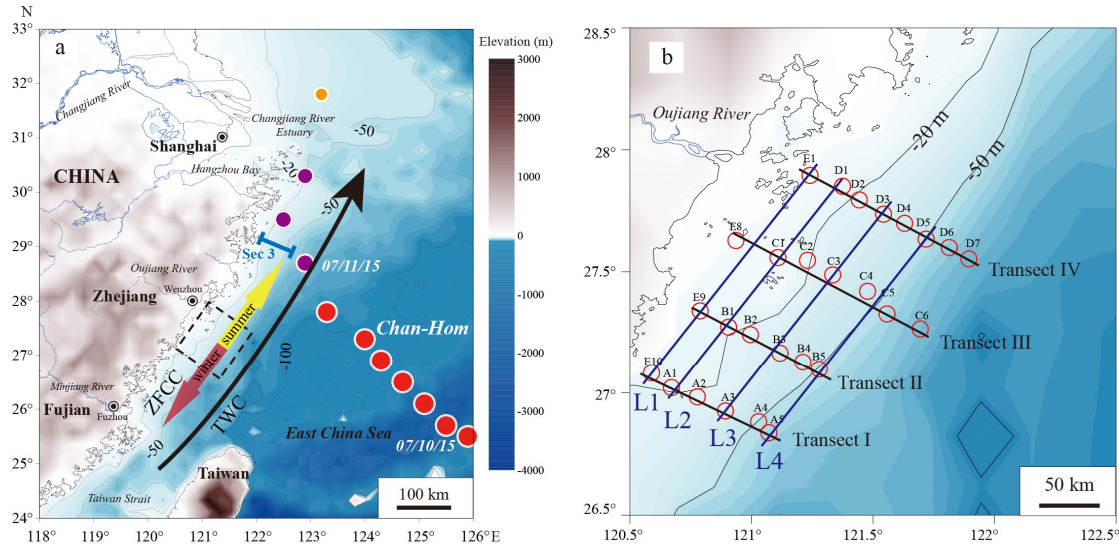 N
33°
32°
31°
30°
29°
28°
27°
26°
25°
24°
118°
119°
120°
121°
122°
123°
124°
125°
126°E
a
Changjiang River
Shanghai
Changjiang River
Estuary
-50
Hangzhou Bay
-20
CHINA
-50
Sec 3
07/11/15
Oujiang River
Wenzhou
Zhejiang
summer
winter
Chan-Hom
-100
Minjiang River
ZFCC
Fujian
Fuzhou
TWC
East China Sea
07/10/15
-50
Taiwan
Taiwan Strait
100 km
Elevation (m)
3000
2000
1000
0
-1000
-2000
-3000
-4000
28.5°
28°
27.5°
27°
26.5°
120.5°
121°
121.5°
122°
122.5°
b
Oujiang River
-20 m
-50 m
E1
D1
D2
D3
D4
D5
D6
D7
Transect IV
E8
C1
C2
C3
C4
C5
C6
Transect III
E9
B1
B2
B3
B4
B5
Transect II
E10
A1
A2
A3
A4
A5
Transect I
L1
L2
L3
L4
50 km